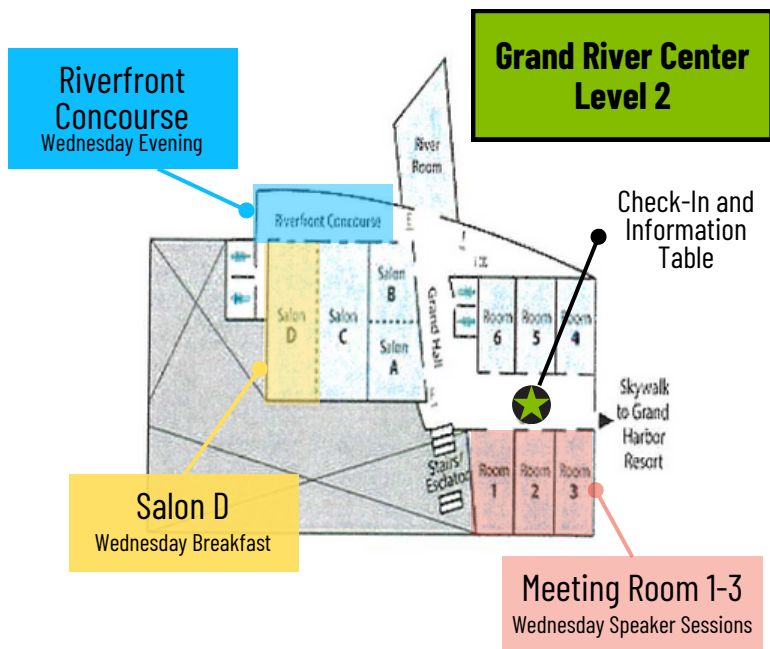 Grand River Center
Level 2
Riverfront
Concourse
Wednesday Evening
River
Room
Check-In and
Information
Table
Riverfront Concourse
Salon
D
Salon
C
Salon
B
Salon
A
Grand Hall
Room
6
Room
5
Room
4
Skywalk
to Grand
Harbor
Resort
Stairs/
Esclator
Room
1
Room
2
Room
3
Salon D
Wednesday Breakfast
Meeting Room 1-3
Wednesday Speaker Sessions